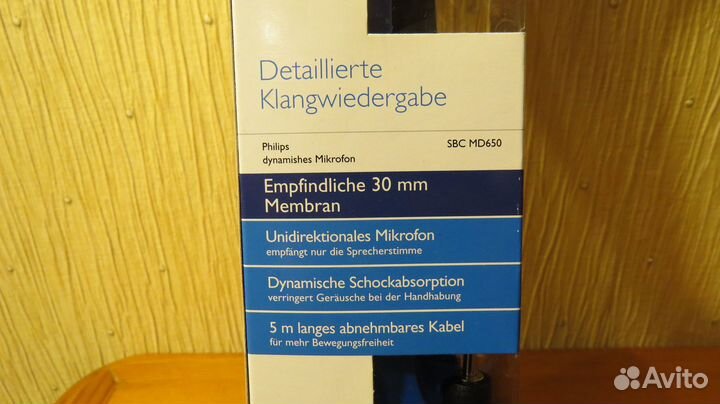 Detaillierte
Klangwiedergabe
Philips SBC MD650
dynamishes Mikrofon
Empfindliche 30 mm
Membran
Unidirektionales Mikrofon
empfängt nur die Sprecherstimme
Dynamische Schockabsorption
verringert Geräusche bei der Handhabung
5 m langes abnehmbares Kabel
für mehr Bewegungsfreiheit
Avito